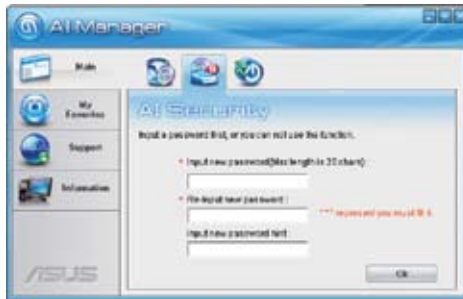 AI Manager
Main
My Favorites
Support
Information
AI Security
Input a password first, or you can not use the function.
* Input new password(Max length is 20 chars):
* Re-input new password:
"*" represent you must fill it.
Input new password hint:
Ok
ASUS